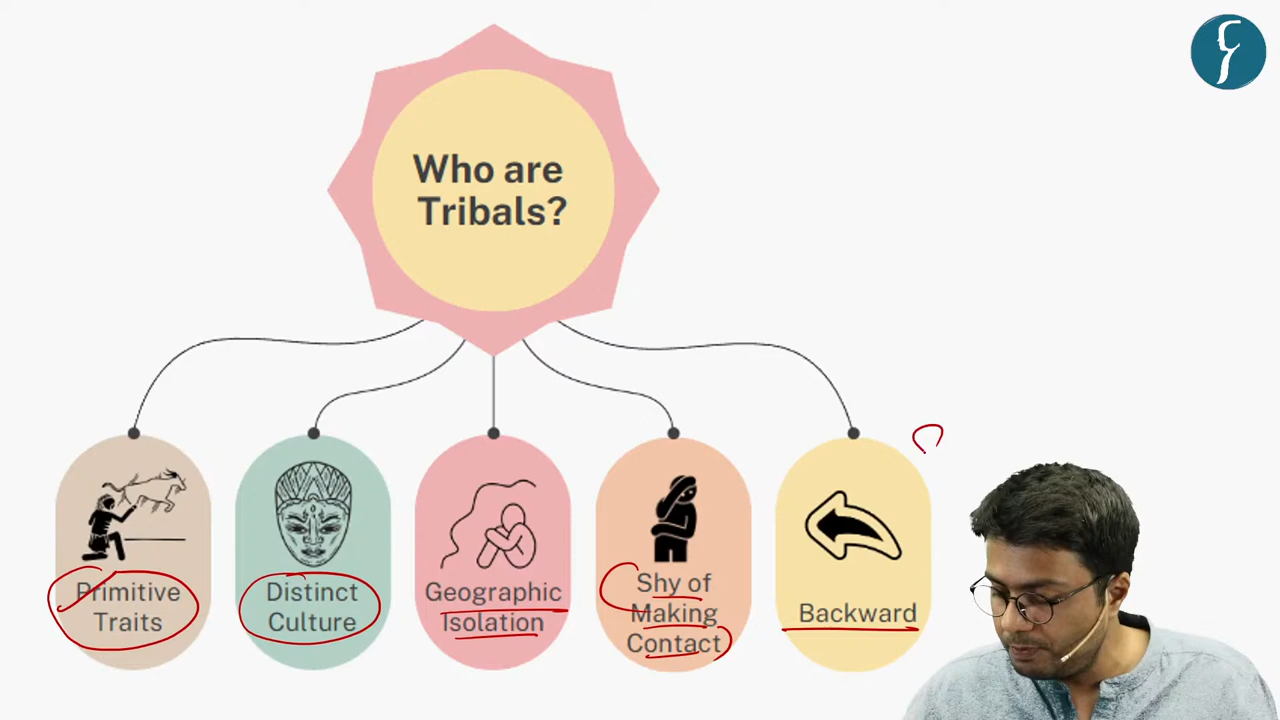 Who are
Tribals?
Primitive
Traits
Distinct
Culture
Geographic
Isolation
Shy of
Making
Contact
Backward